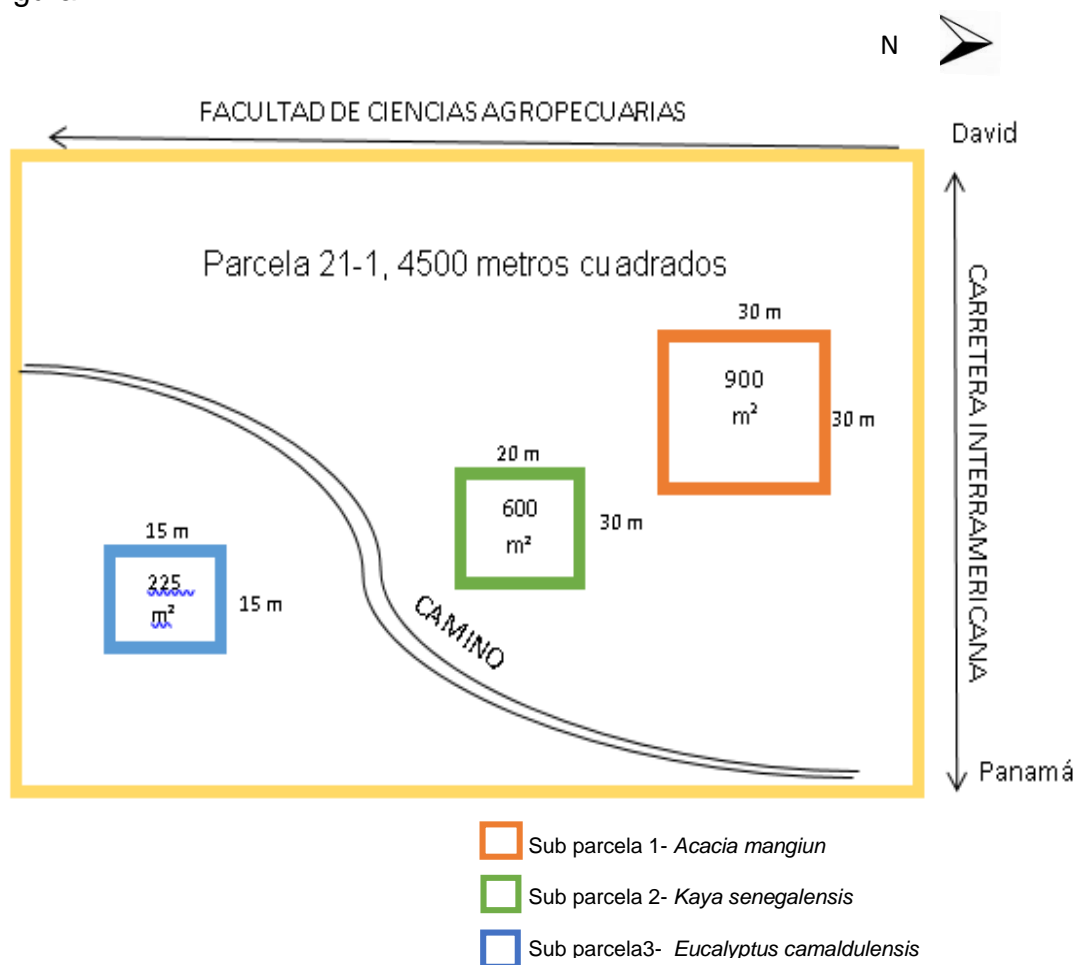 N
FACULTAD DE CIENCIAS AGROPECUARIAS
David
Parcela 21-1, 4500 metros cuadrados
30 m
900
m²
30 m
CARRETERA INTERRAMERICANA
20 m
600
m²
30 m
15 m
225
m²
15 m
CAMINO
Panamá
Sub parcela 1- Acacia mangiun
Sub parcela 2- Kaya senegalensis
Sub parcela3- Eucalyptus camaldulensis